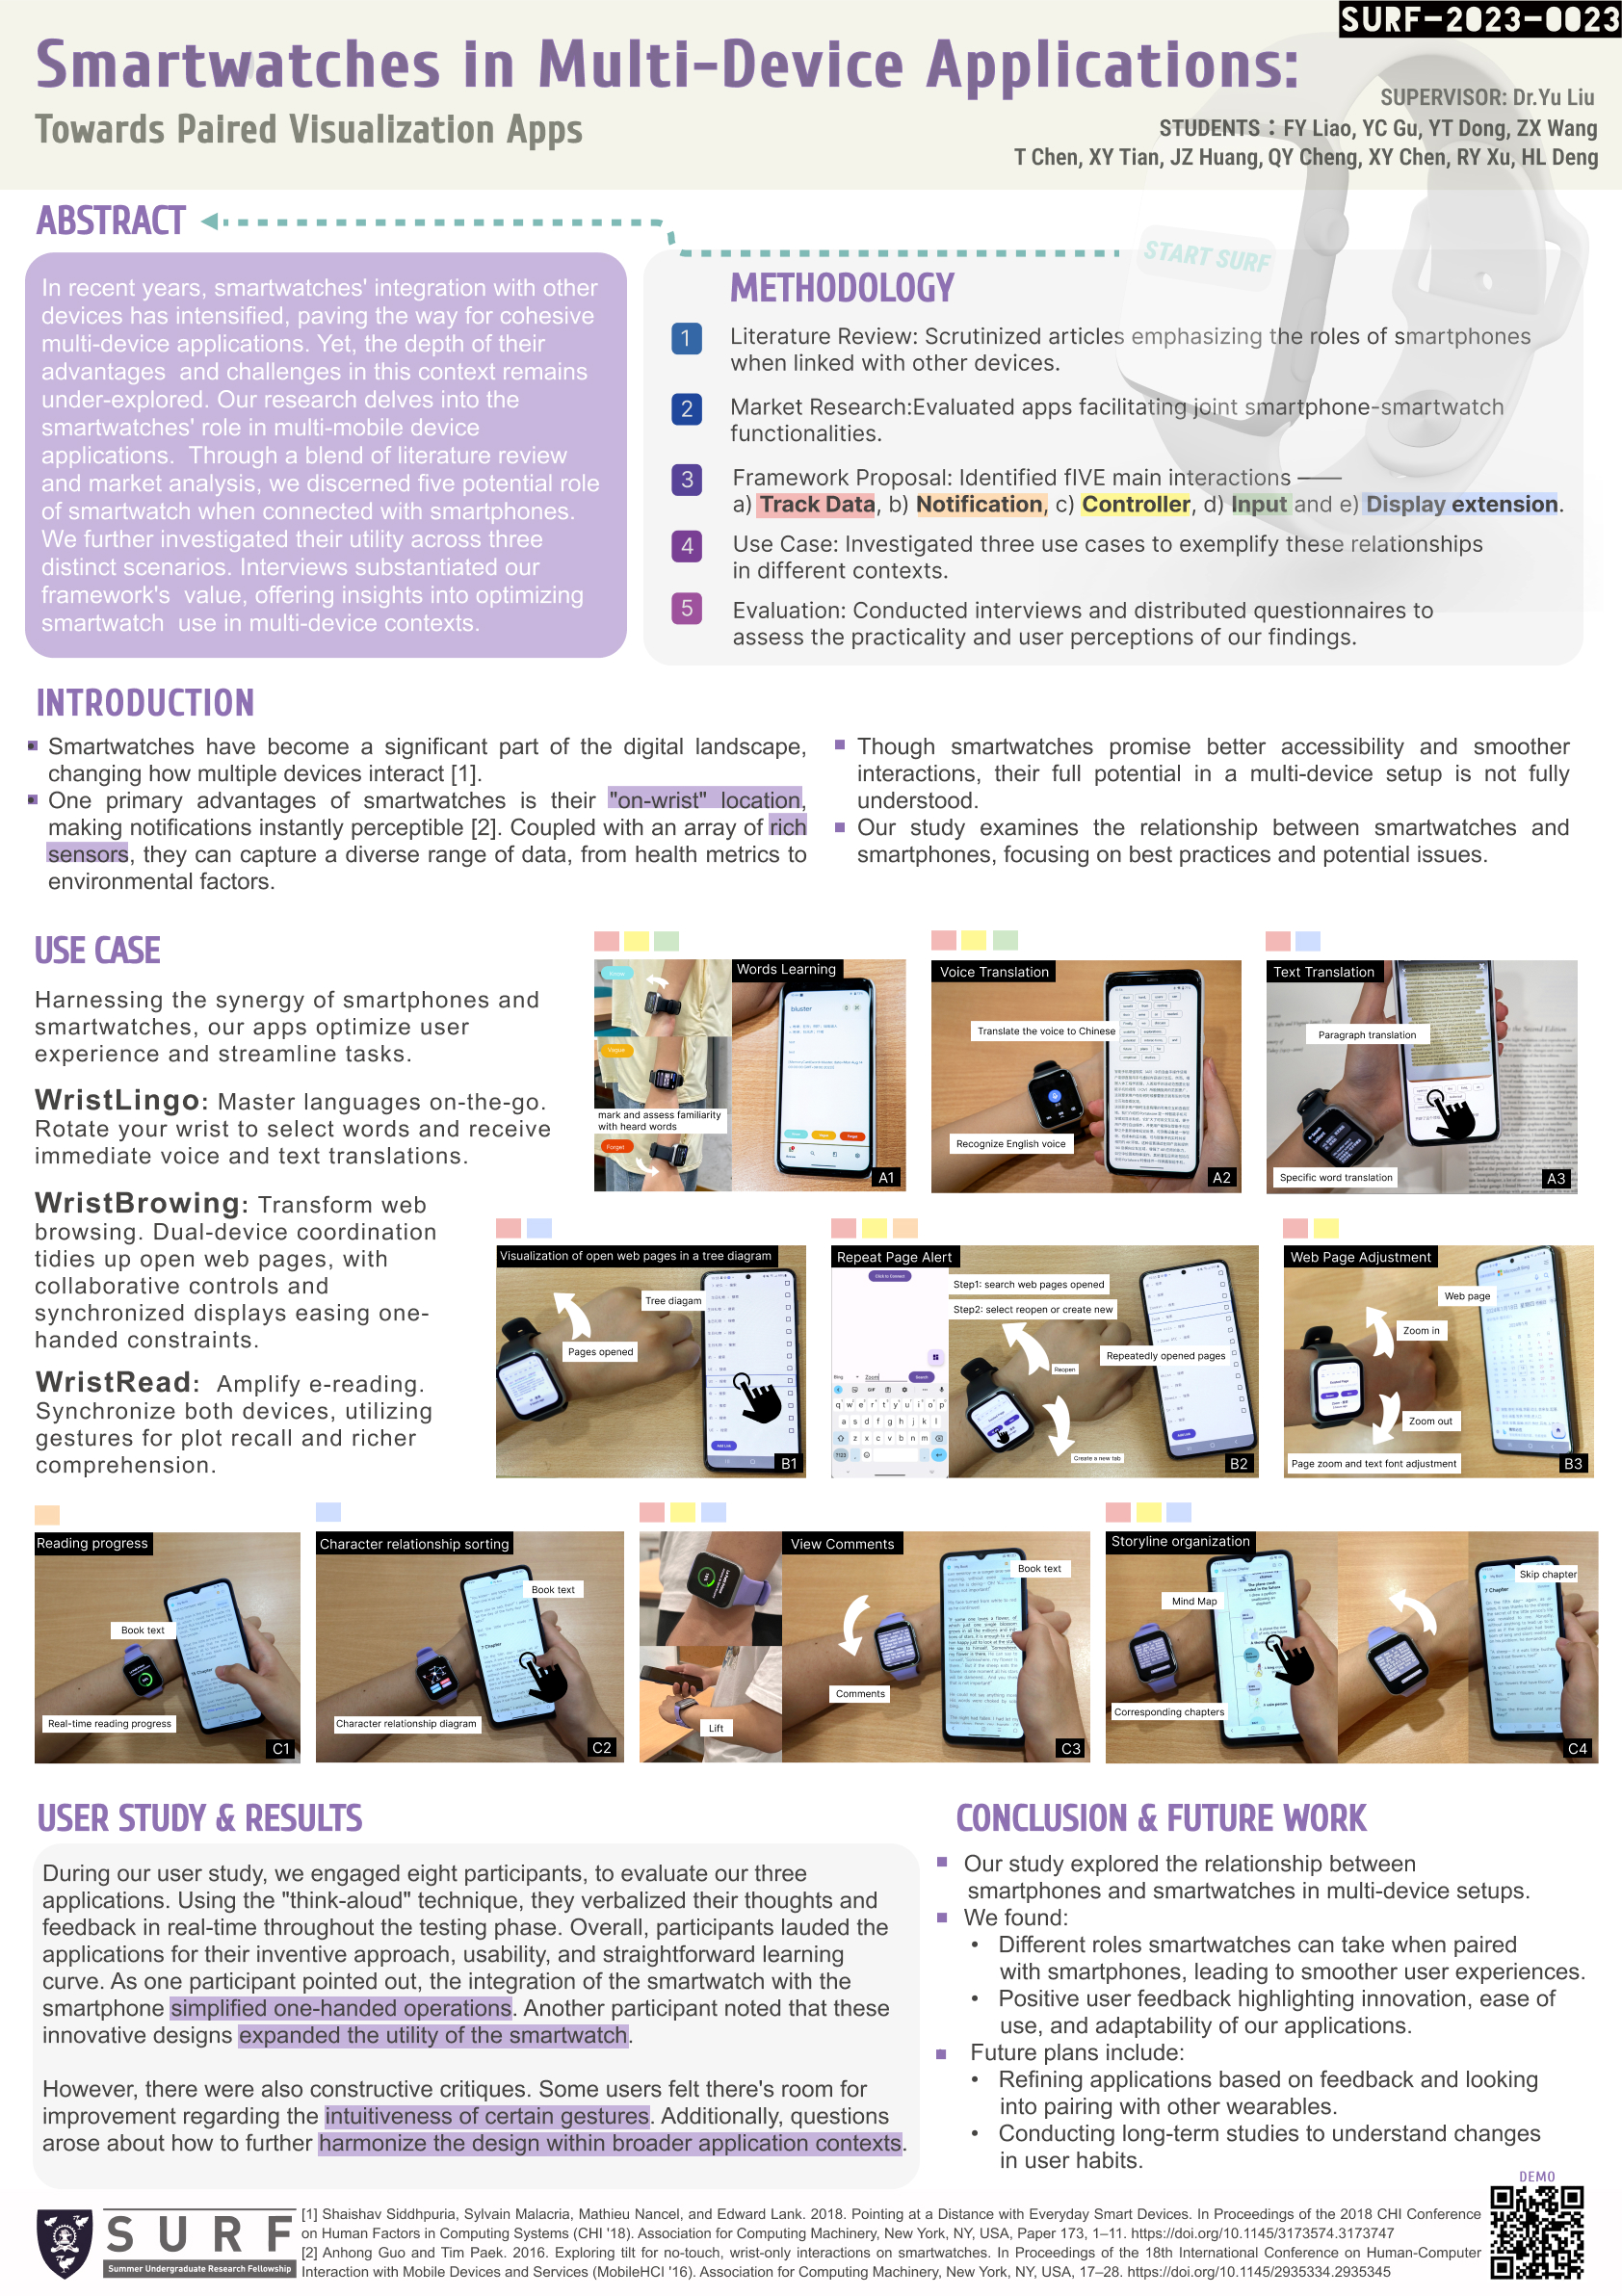 SURF-2023-0023
Smartwatches in Multi-Device Applications:
Towards Paired Visualization Apps
SUPERVISOR: Dr.Yu Liu
STUDENTS：FY Liao, YC Gu, YT Dong, ZX Wang
T Chen, XY Tian, JZ Huang, QY Cheng, XY Chen, RY Xu, HL Deng
START SURF
ABSTRACT
In recent years, smartwatches' integration with other
devices has intensified, paving the way for cohesive
multi-device applications. Yet, the depth of their
advantages and challenges in this context remains
under-explored. Our research delves into the
smartwatches' role in multi-mobile device
applications. Through a blend of literature review
and market analysis, we discerned five potential role
of smartwatch when connected with smartphones.
We further investigated their utility across three
distinct scenarios. Interviews substantiated our
framework's value, offering insights into optimizing
smartwatch use in multi-device contexts.
METHODOLOGY
1 Literature Review: Scrutinized articles emphasizing the roles of smartphones
when linked with other devices.
2 Market Research:Evaluated apps facilitating joint smartphone-smartwatch
functionalities.
3 Framework Proposal: Identified fIVE main interactions ——
a) Track Data, b) Notification, c) Controller, d) Input and e) Display extension.
4 Use Case: Investigated three use cases to exemplify these relationships
in different contexts.
5 Evaluation: Conducted interviews and distributed questionnaires to
assess the practicality and user perceptions of our findings.
INTRODUCTION
Smartwatches have become a significant part of the digital landscape,
changing how multiple devices interact [1].
One primary advantages of smartwatches is their "on-wrist" location,
making notifications instantly perceptible [2]. Coupled with an array of rich
sensors, they can capture a diverse range of data, from health metrics to
environmental factors.
Though smartwatches promise better accessibility and smoother
interactions, their full potential in a multi-device setup is not fully
understood.
Our study examines the relationship between smartwatches and
smartphones, focusing on best practices and potential issues.
USE CASE
Harnessing the synergy of smartphones and
smartwatches, our apps optimize user
experience and streamline tasks.
WristLingo: Master languages on-the-go.
Rotate your wrist to select words and receive
immediate voice and text translations.
WristBrowing: Transform web
browsing. Dual-device coordination
tidies up open web pages, with
collaborative controls and
synchronized displays easing one-
handed constraints.
WristRead: Amplify e-reading.
Synchronize both devices, utilizing
gestures for plot recall and richer
comprehension.
Words Learning
Vague
mark and assess familiarity
with heard words
Forget
bluster
A1
Voice Translation
Translate the voice to Chinese
Recognize English voice
A2
Text Translation
the Second Edition
Paragraph translation
Specific word translation
A3
Visualization of open web pages in a tree diagram
Tree diagam
Pages opened
Add Link
B1
Repeat Page Alert
Click to Connect
Step1: search web pages opened
Step2: select reopen or create new
Reopen
Repeatedly opened pages
Bing
Zoom
Search
GIF
q w e r t y u i o p
a s d f g h j k l
z x c v b n m
?123
Create a new tab
Add Link
B2
Web Page Adjustment
Web page
Zoom in
Zoom out
Page zoom and text font adjustment
B3
Reading progress
Book text
Real-time reading progress
C1
Character relationship sorting
Book text
7 Chapter
Character relationship diagram
C2
View Comments
Book text
Comments
Lift
C3
Storyline organization
Mind Map
Corresponding chapters
Skip chapter
7 Chapter
C4
USER STUDY & RESULTS
During our user study, we engaged eight participants, to evaluate our three
applications. Using the "think-aloud" technique, they verbalized their thoughts and
feedback in real-time throughout the testing phase. Overall, participants lauded the
applications for their inventive approach, usability, and straightforward learning
curve. As one participant pointed out, the integration of the smartwatch with the
smartphone simplified one-handed operations. Another participant noted that these
innovative designs expanded the utility of the smartwatch.
However, there were also constructive critiques. Some users felt there's room for
improvement regarding the intuitiveness of certain gestures. Additionally, questions
arose about how to further harmonize the design within broader application contexts.
CONCLUSION & FUTURE WORK
Our study explored the relationship between
smartphones and smartwatches in multi-device setups.
We found:
• Different roles smartwatches can take when paired
with smartphones, leading to smoother user experiences.
• Positive user feedback highlighting innovation, ease of
use, and adaptability of our applications.
Future plans include:
• Refining applications based on feedback and looking
into pairing with other wearables.
• Conducting long-term studies to understand changes
in user habits.
DEMO
SURF
Summer Undergraduate Research Fellowship
[1] Shaishav Siddhpuria, Sylvain Malacria, Mathieu Nancel, and Edward Lank. 2018. Pointing at a Distance with Everyday Smart Devices. In Proceedings of the 2018 CHI Conference
on Human Factors in Computing Systems (CHI '18). Association for Computing Machinery, New York, NY, USA, Paper 173, 1–11. https://doi.org/10.1145/3173574.3173747
[2] Anhong Guo and Tim Paek. 2016. Exploring tilt for no-touch, wrist-only interactions on smartwatches. In Proceedings of the 18th International Conference on Human-Computer
Interaction with Mobile Devices and Services (MobileHCI '16). Association for Computing Machinery, New York, NY, USA, 17–28. https://doi.org/10.1145/2935334.2935345